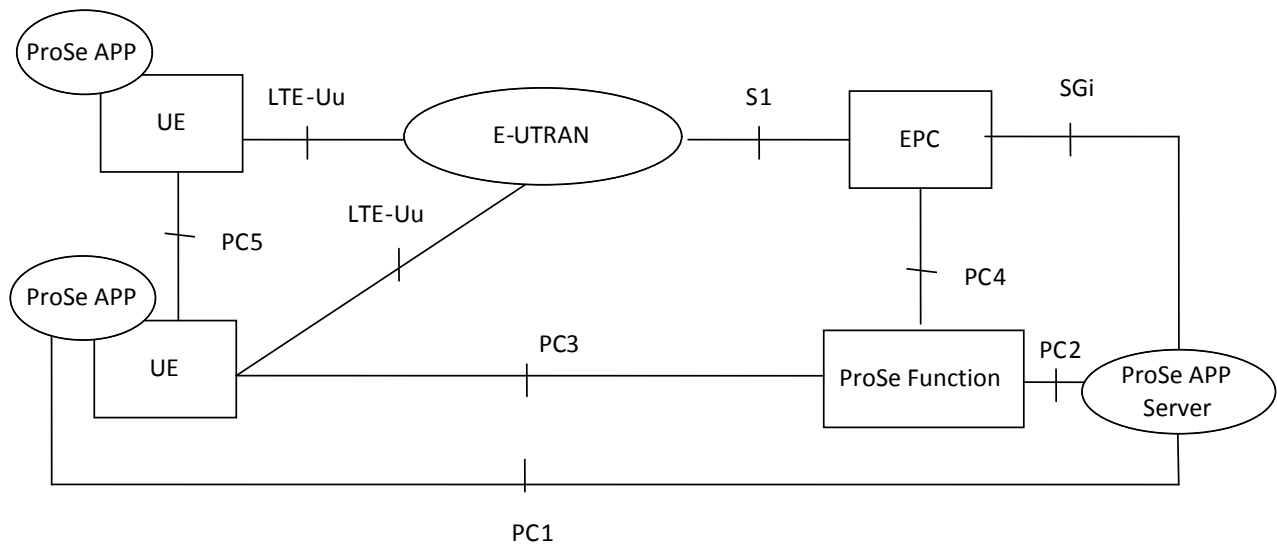 ProSe APP
UE
LTE-Uu
E-UTRAN
S1
EPC
SGi
LTE-Uu
PC5
PC4
ProSe APP
UE
PC3
ProSe Function
PC2
ProSe APP
Server
PC1